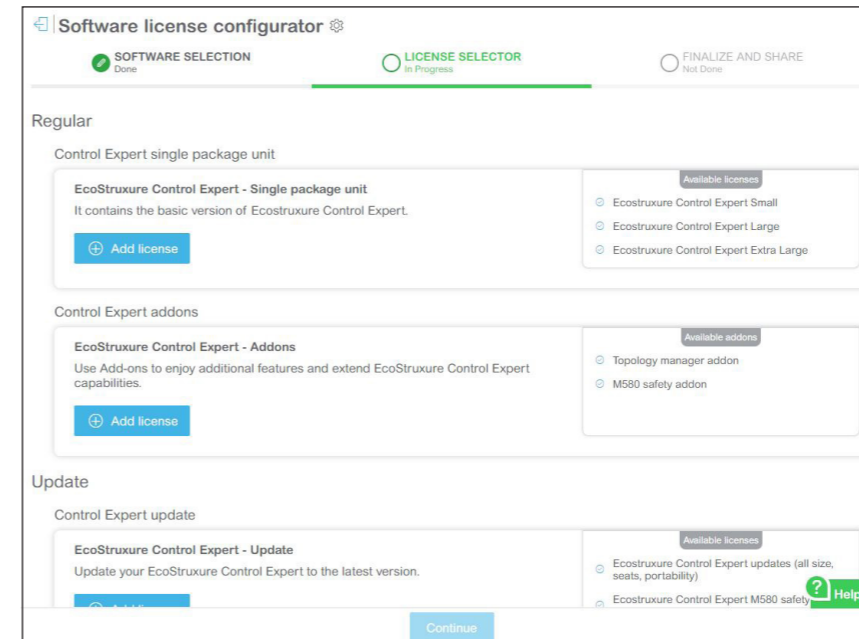 Software license configurator
SOFTWARE SELECTION
Done
LICENSE SELECTOR
In Progress
FINALIZE AND SHARE
Not Done
Regular
Control Expert single package unit
EcoStruxure Control Expert - Single package unit
It contains the basic version of Ecostruxure Control Expert.
Add license
Available licenses
Ecostruxure Control Expert Small
Ecostruxure Control Expert Large
Ecostruxure Control Expert Extra Large
Control Expert addons
EcoStruxure Control Expert - Addons
Use Add-ons to enjoy additional features and extend EcoStruxure Control Expert
capabilities.
Add license
Available addons
Topology manager addon
M580 safety addon
Update
Control Expert update
EcoStruxure Control Expert - Update
Update your EcoStruxure Control Expert to the latest version.
Available licenses
Ecostruxure Control Expert updates (all size,
seats, portability)
Ecostruxure Control Expert M580 safety
? Help
Continue